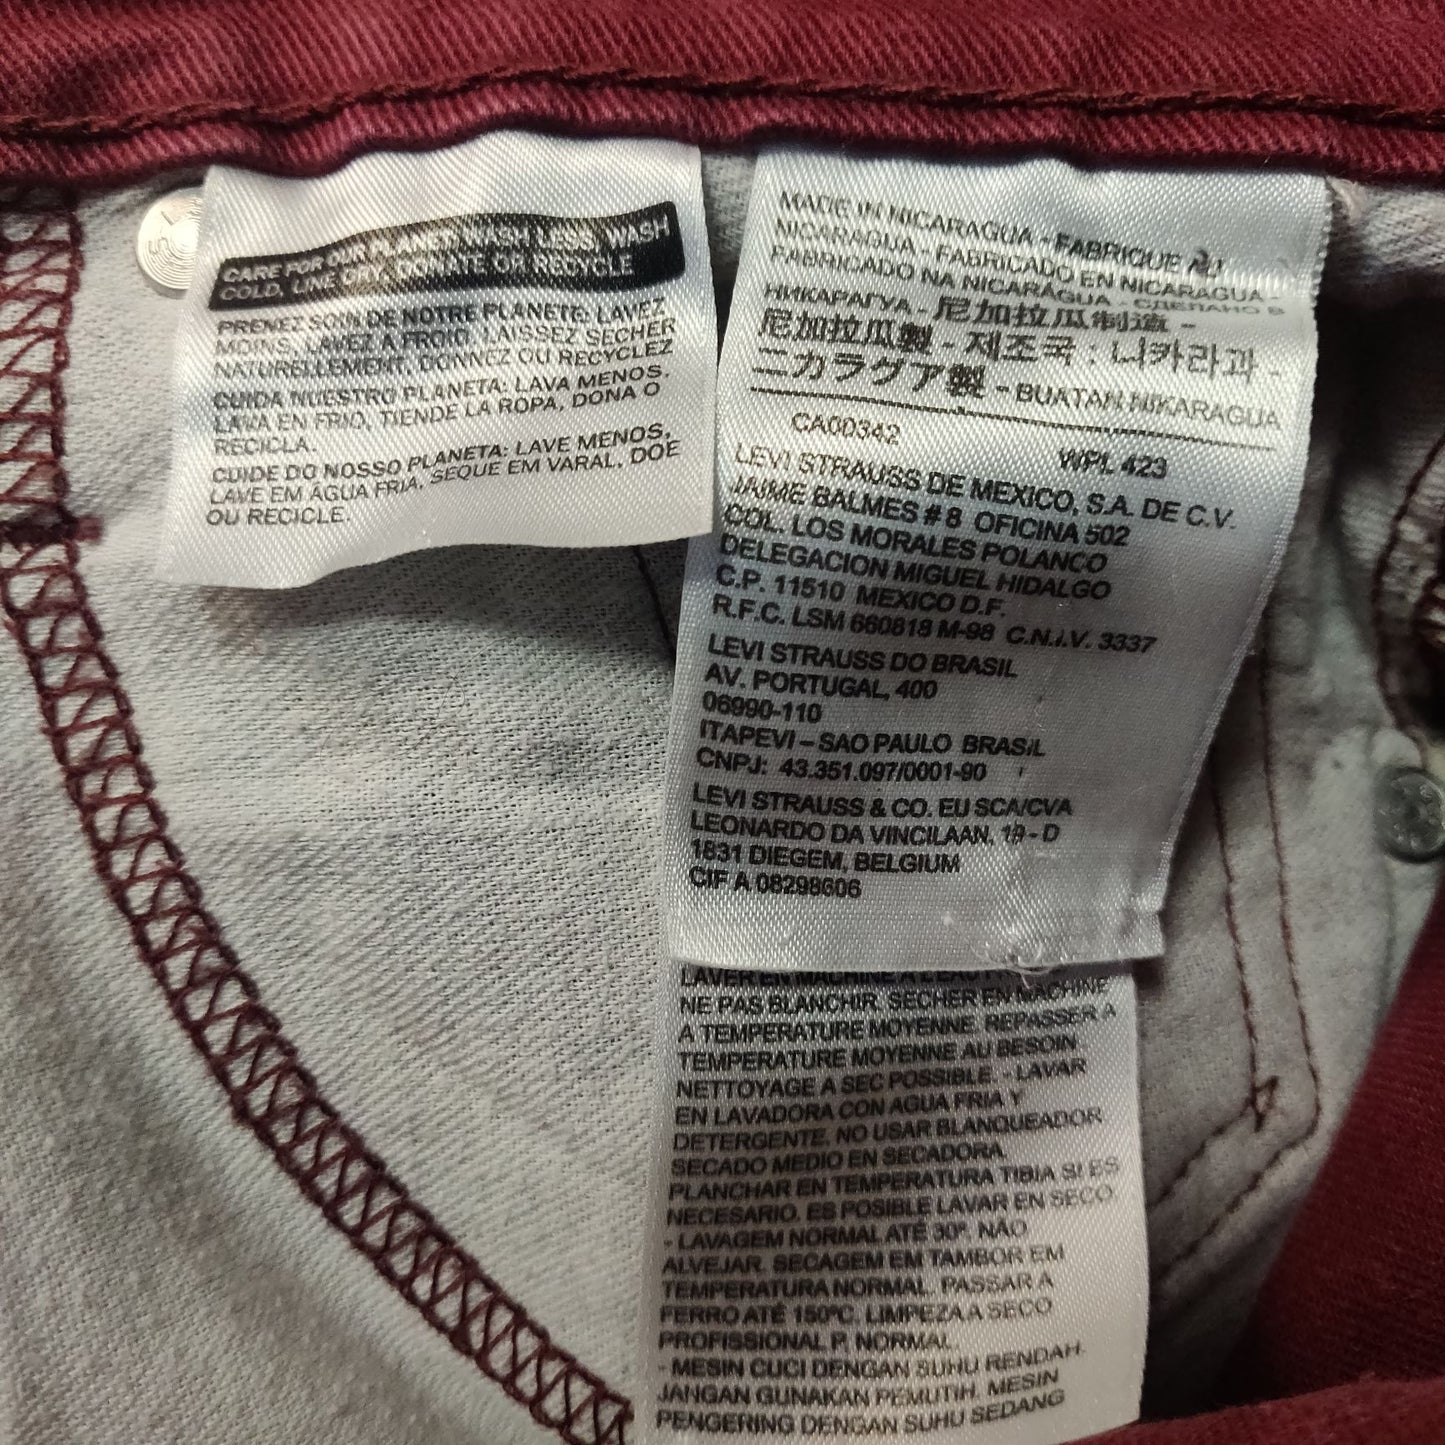 CARE FOR OUR PLANET: WASH LESS, WASH
COLD, LINE DRY, DONATE OR RECYCLE
PRENEZ SOIN DE NOTRE PLANETE: LAVEZ
MOINS, LAVEZ A FROID, LAISSEZ SÉCHER
NATURELLEMENT, DONNEZ OU RECYCLEZ
CUIDA NUESTRO PLANETA: LAVA MENOS,
LAVA EN FRIO, TIENDE LA ROPA, DONA O
RECICLA.
CUIDE DO NOSSO PLANETA: LAVE MENOS,
LAVE EM ÁGUA FRIA, SEQUE EM VARAL, DOE
OU RECICLE.
MADE IN NICARAGUA - FABRIQUE AU
NICARAGUA - FABRICADO EN NICARAGUA -
FABRICADO NA NICARÁGUA - СДЕЛАНО В
НИКАРАГУА - 尼加拉瓜制造 -
尼加拉瓜製 - 제조국 : 니카라과 -
ニカラグア製 - BUATAN NIKARAGUA
CA00342
WPL 423
LEVI STRAUSS DE MEXICO, S.A. DE C.V.
JAIME BALMES # 8 OFICINA 502
COL. LOS MORALES POLANCO
DELEGACION MIGUEL HIDALGO
C.P. 11510 MEXICO D.F.
R.F.C. LSM 660818 M-98 C.N.I.V. 3337
LEVI STRAUSS DO BRASIL
AV. PORTUGAL, 400
06990-110
ITAPEVI – SAO PAULO BRASIL
CNPJ: 43.351.097/0001-90
LEVI STRAUSS & CO. EU SCA/CVA
LEONARDO DA VINCILAAN, 19 - D
1831 DIEGEM, BELGIUM
CIF A 08298606
LAVER EN MACHINE A L'EAU
NE PAS BLANCHIR. SECHER EN MACHINE
A TEMPERATURE MOYENNE. REPASSER A
TEMPERATURE MOYENNE AU BESOIN.
NETTOYAGE A SEC POSSIBLE. - LAVAR
EN LAVADORA CON AGUA FRIA Y
DETERGENTE. NO USAR BLANQUEADOR.
SECADO MEDIO EN SECADORA.
PLANCHAR EN TEMPERATURA TIBIA SI ES
NECESARIO. ES POSIBLE LAVAR EN SECO.
- LAVAGEM NORMAL ATÉ 30º. NÃO
ALVEJAR. SECAGEM EM TAMBOR EM
TEMPERATURA NORMAL. PASSAR A
FERRO ATÉ 150ºC. LIMPEZA A SECO
PROFISSIONAL P, NORMAL
- MESIN CUCI DENGAN SUHU RENDAH.
JANGAN GUNAKAN PEMUTIH. MESIN
PENGERING DENGAN SUHU SEDANG